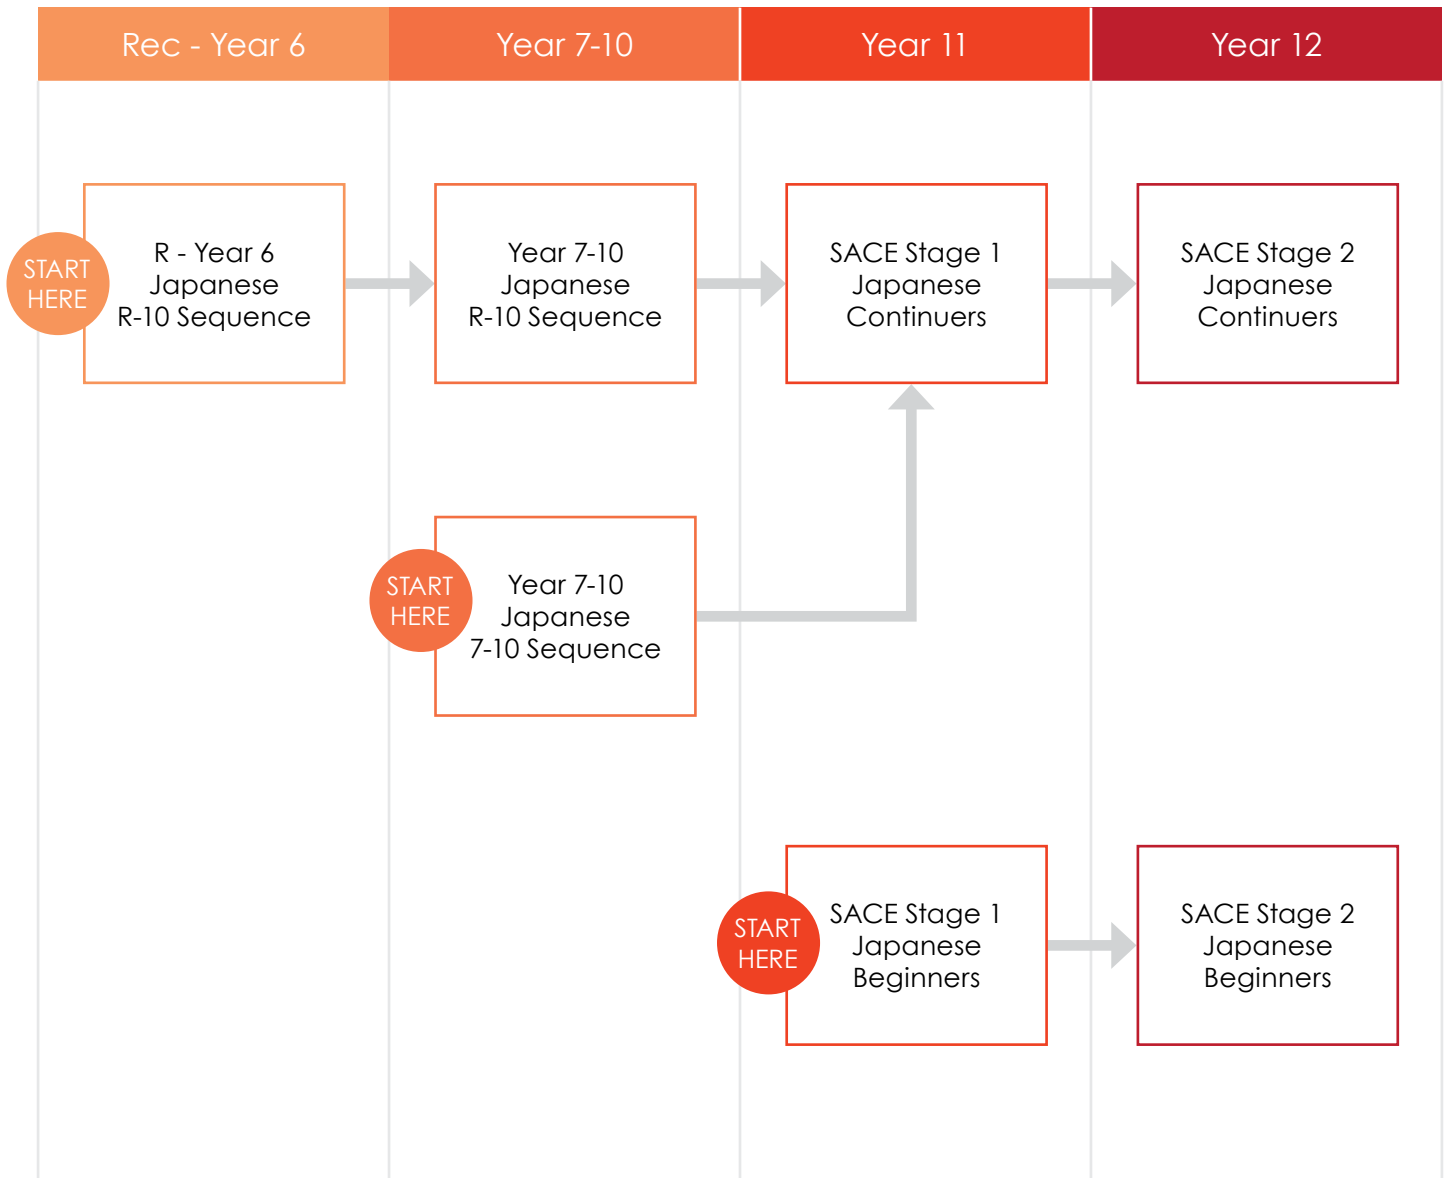 Rec - Year 6
Year 7-10
Year 11
Year 12
START
HERE
R - Year 6
Japanese
R-10 Sequence
Year 7-10
Japanese
R-10 Sequence
SACE Stage 1
Japanese
Continuers
SACE Stage 2
Japanese
Continuers
START
HERE
Year 7-10
Japanese
7-10 Sequence
START
HERE
SACE Stage 1
Japanese
Beginners
SACE Stage 2
Japanese
Beginners